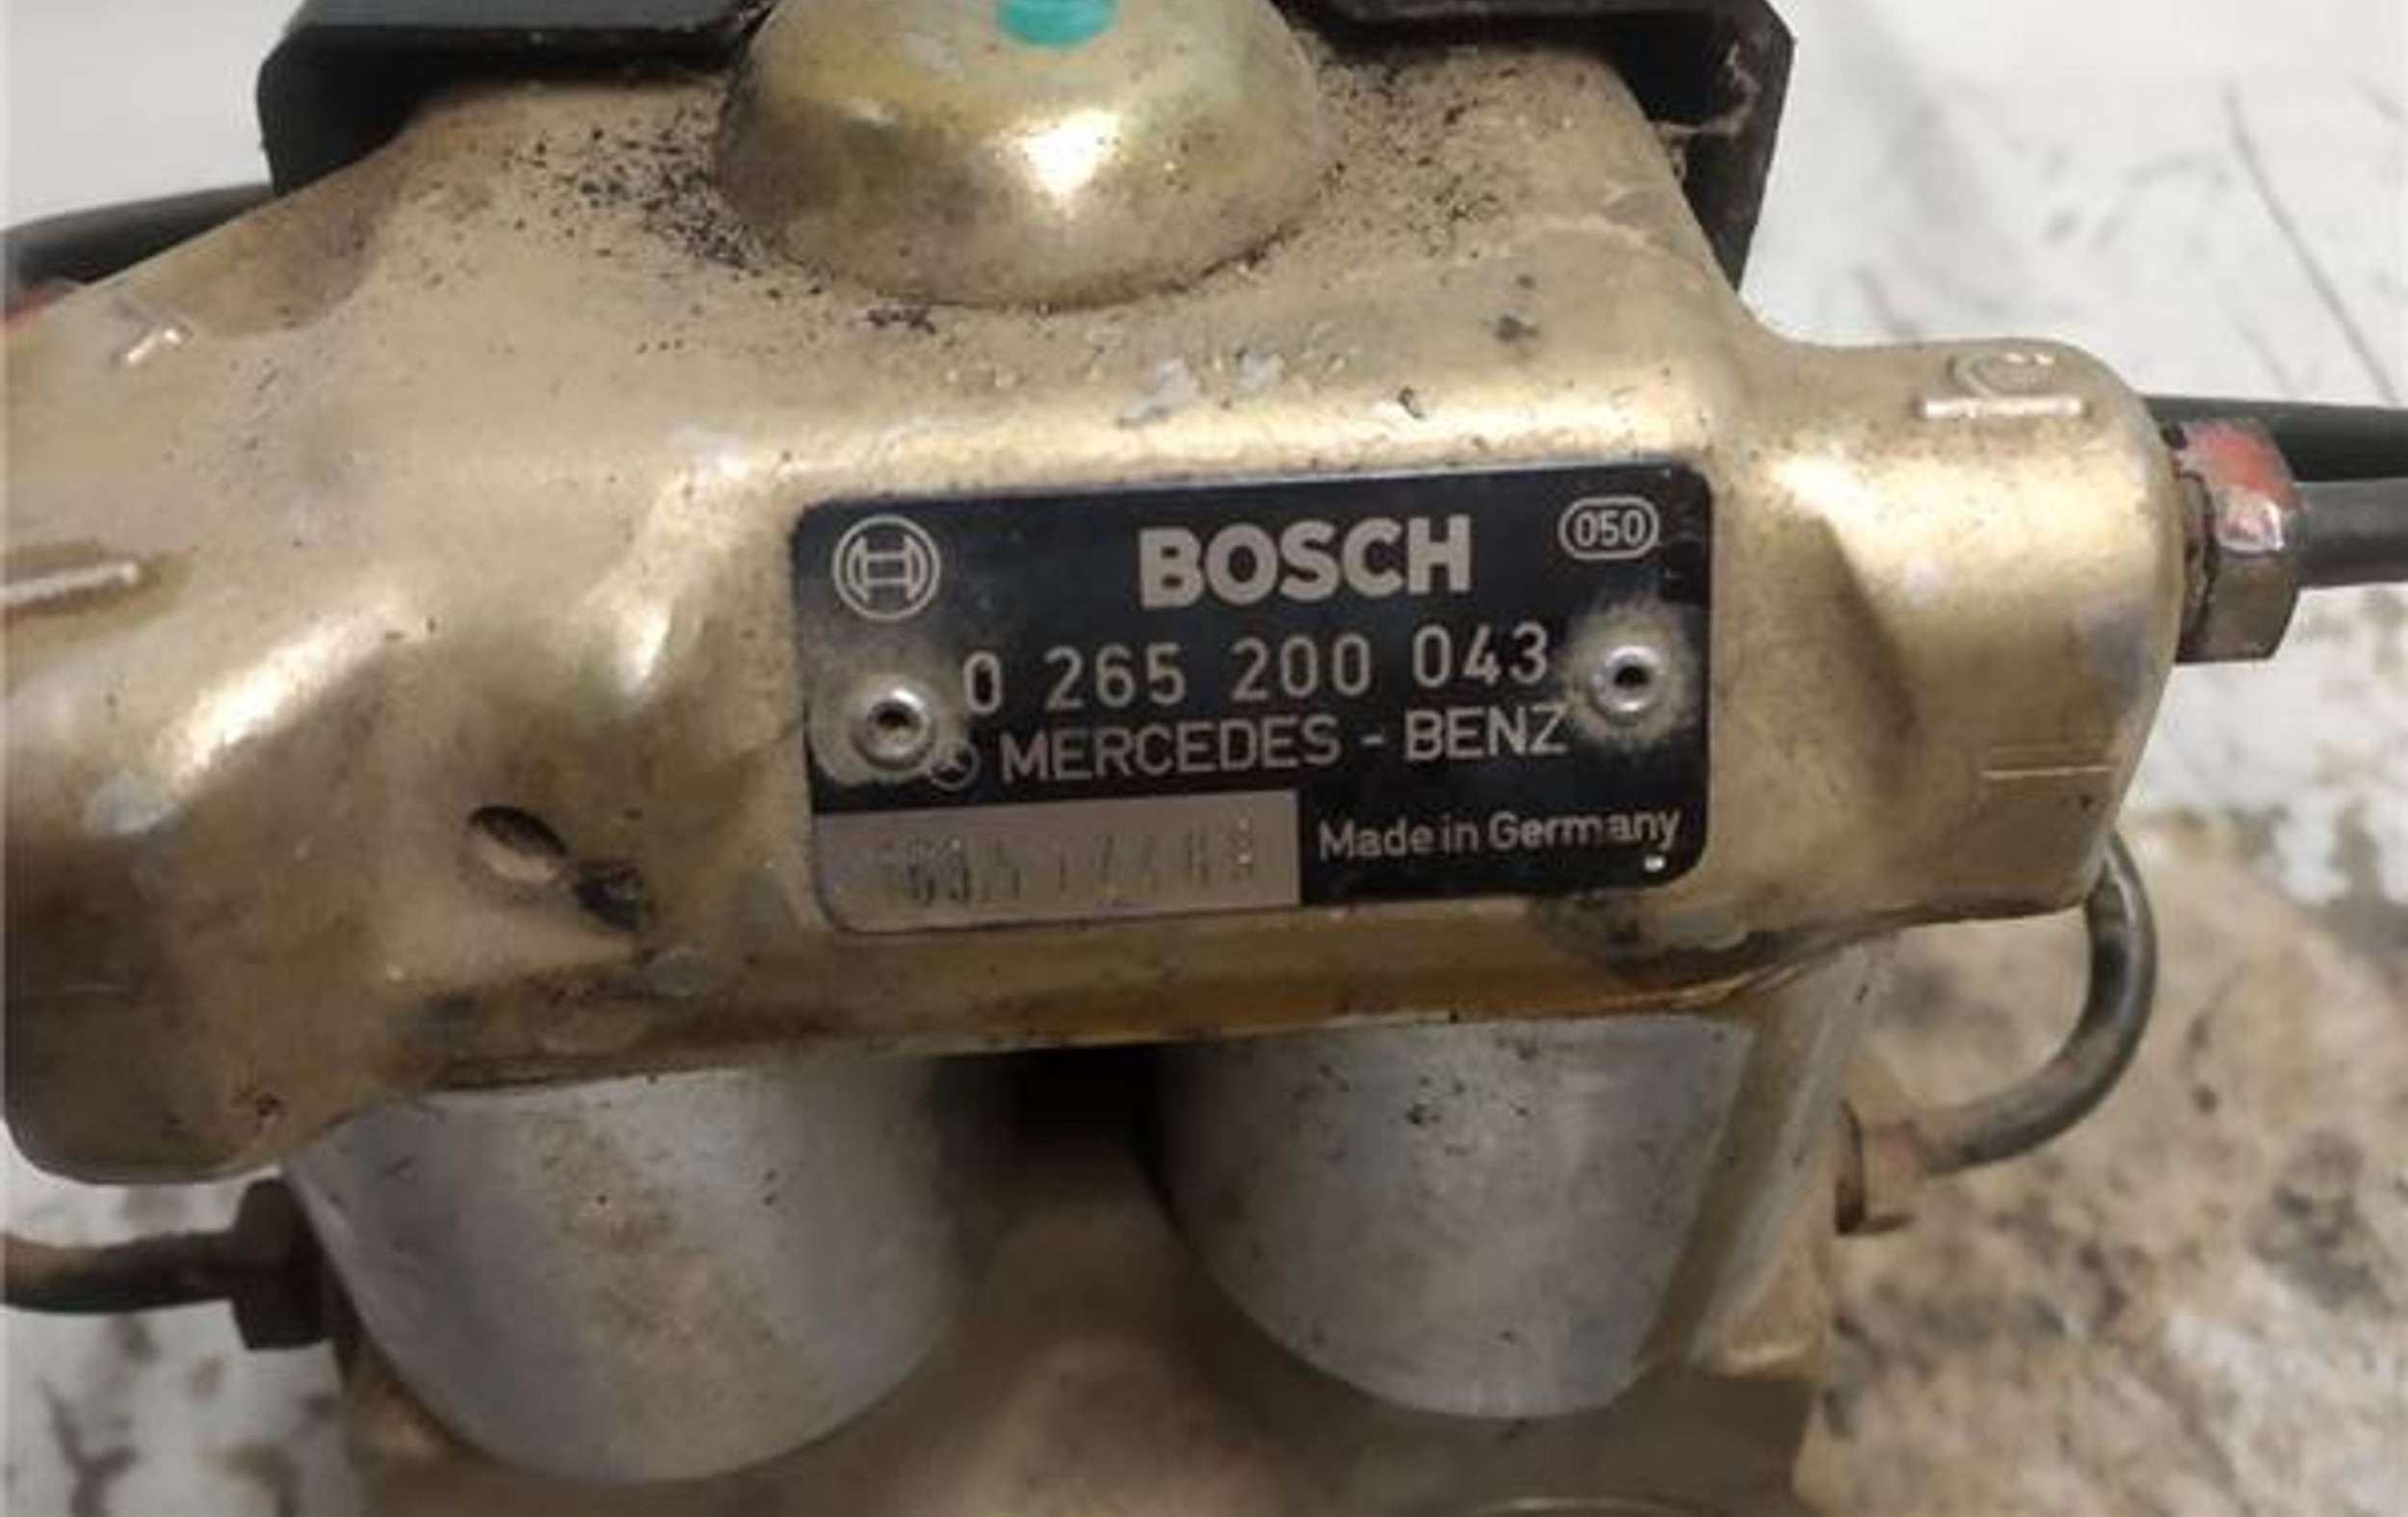 BOSCH
050
0 265 200 043
MERCEDES - BENZ
Made in Germany